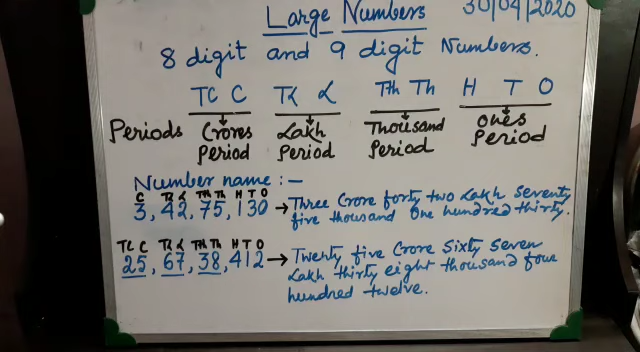 Large Numbers
30/04/2020
8 digit and 9 digit Numbers.
TC C TL L TTh Th H T O
Periods Crores Period Lakh Period Thousand Period Ones Period
Number name :-
C TL L TTh Th H T O
3, 42, 75, 130 → Three Crore forty two Lakh Seventy
five thousand One hundred thirty.
TC C TL L TTh Th H T O
25, 67, 38, 412 → Twenty five Crore Sixty Seven
Lakh thirty eight thousand four
hundred twelve.